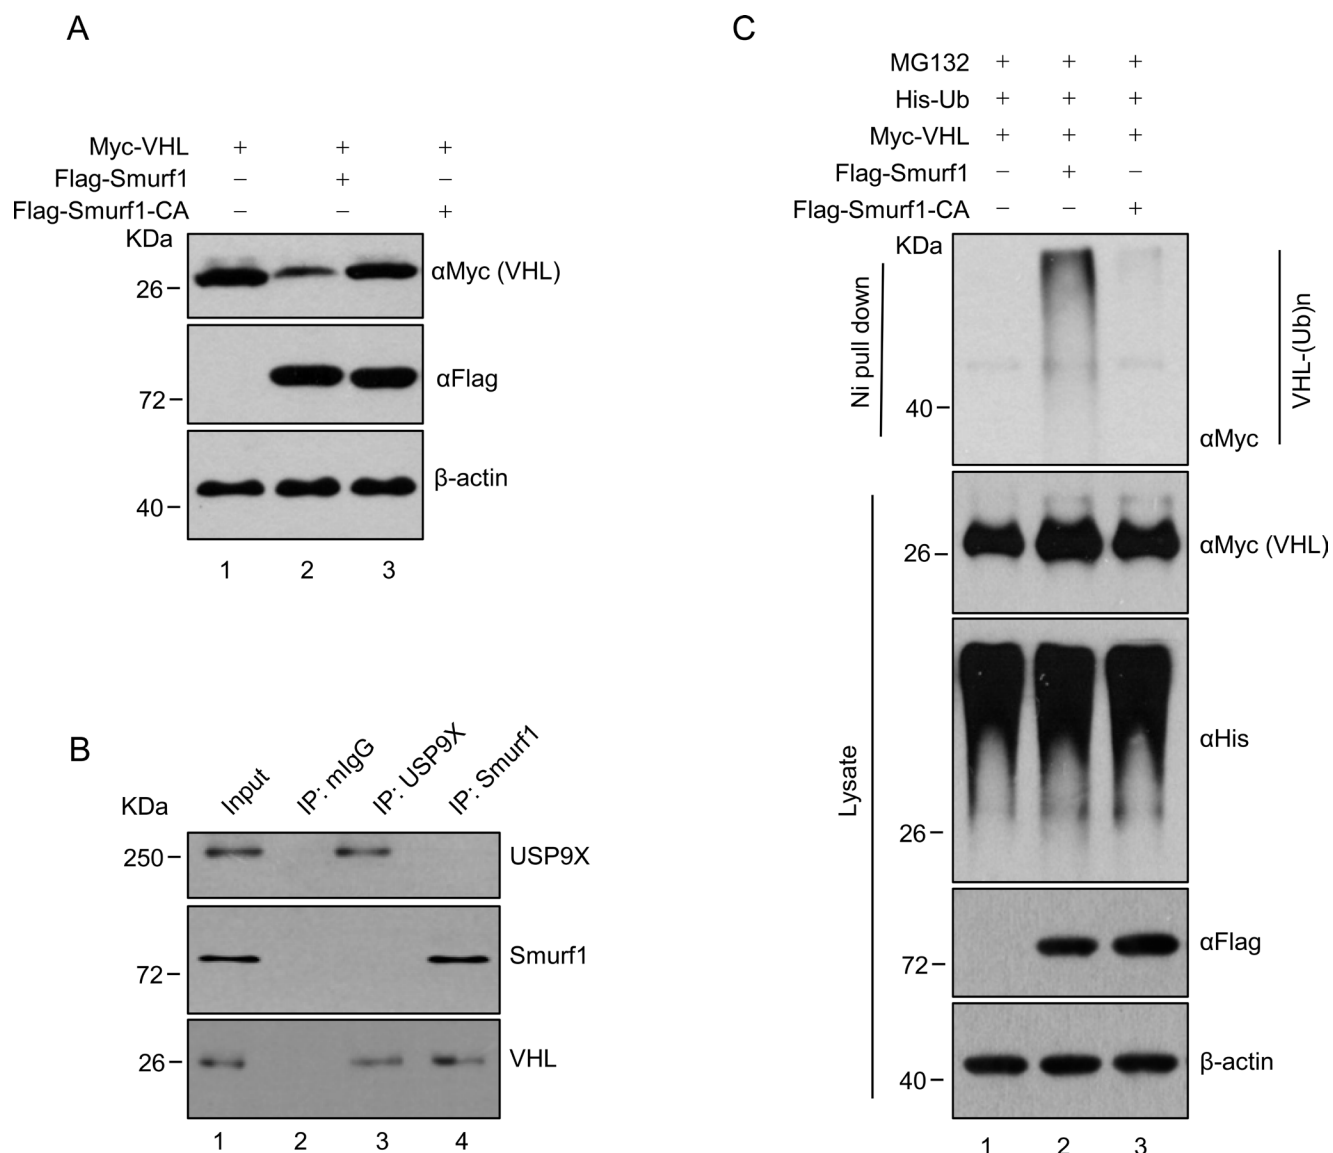 A
Myc-VHL + + +
Flag-Smurf1 − + −
Flag-Smurf1-CA − − +
KDa
αMyc (VHL)
26
αFlag
72
β-actin
40
1 2 3
B
Input IP: mIgG IP: USP9X IP: Smurf1
KDa
250
USP9X
Smurf1
72
26
VHL
1 2 3 4
C
MG132 + + +
His-Ub + + +
Myc-VHL + + +
Flag-Smurf1 − + −
Flag-Smurf1-CA − − +
KDa
Ni pull down
VHL-(Ub)n
40
αMyc
Lysate
26
αMyc (VHL)
αHis
26
αFlag
72
β-actin
40
1 2 3